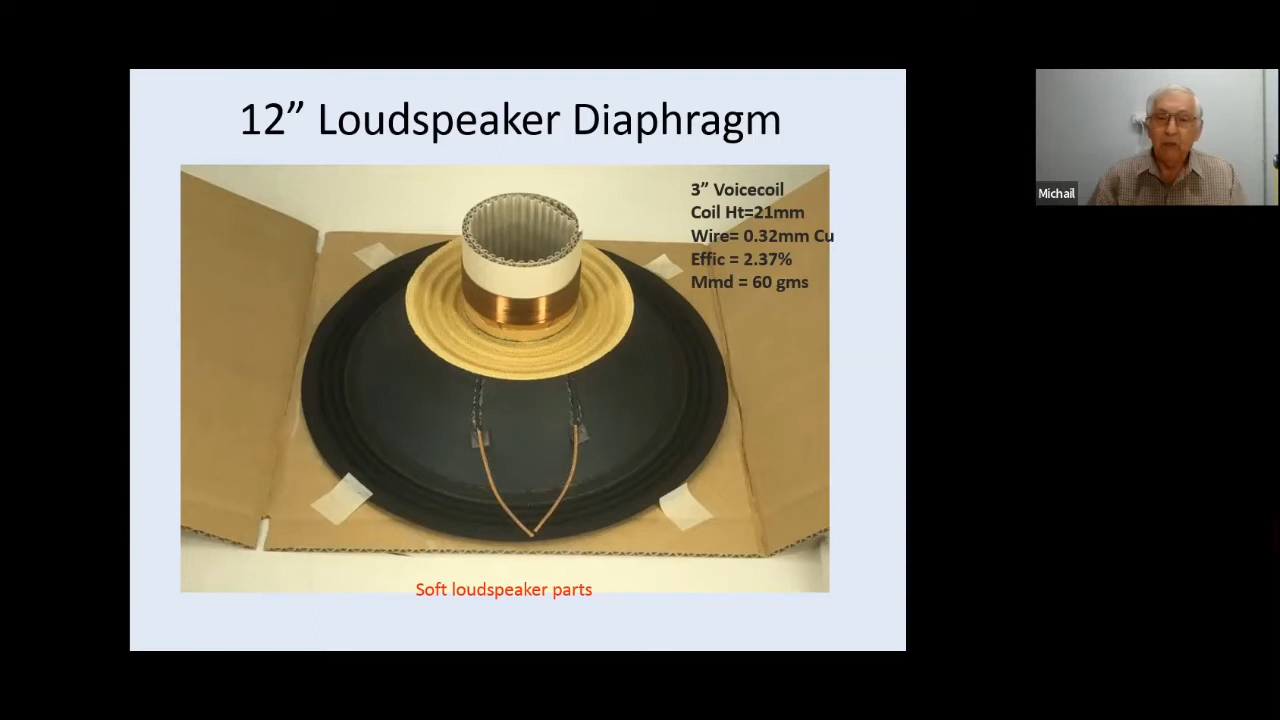 12” Loudspeaker Diaphragm
3” Voicecoil
Coil Ht=21mm
Wire= 0.32mm Cu
Effic = 2.37%
Mmd = 60 gms
Soft loudspeaker parts
Michail